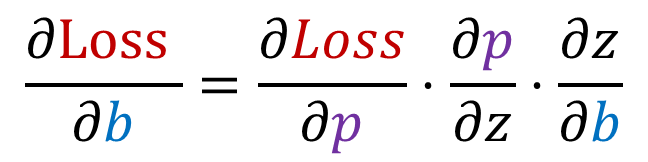 ∂Loss/∂b = ∂Loss/∂p · ∂p/∂z · ∂z/∂b